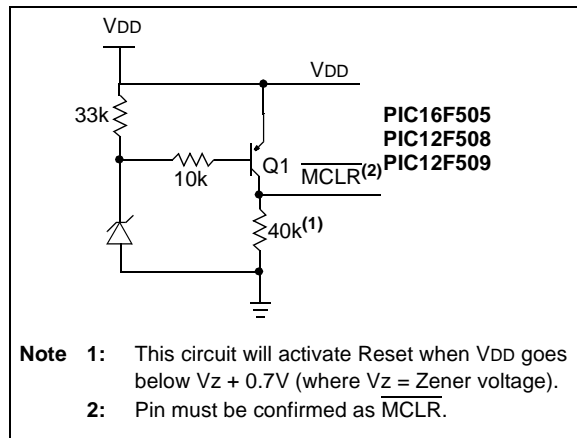 VDD
VDD
33k
PIC16F505
PIC12F508
Q1
MCLR(2) PIC12F509
10k
40k(1)
Note 1: This circuit will activate Reset when VDD goes
below Vz + 0.7V (where Vz = Zener voltage).
2: Pin must be confirmed as MCLR.